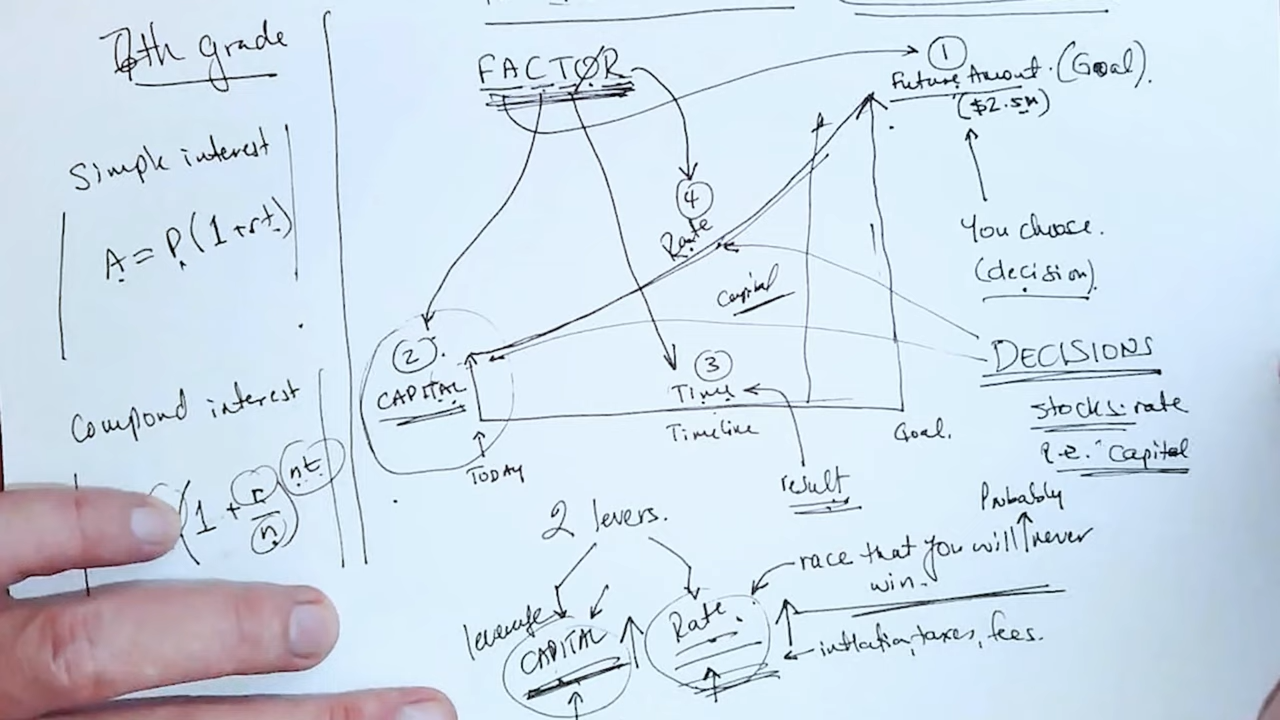 7th grade
Simple interest
A = P(1+rt)
Compond interest
(1 + r/n)^nt
FACTOR
1
Future Amount. (Goal).
($2.5M)
You choose.
(decision)
4
Rate
Capital
2
CAPITAL
TODAY
3
Time
Timeline
Goal.
result
DECISIONS
stocks: rate
r.e. Capital
2 levers.
leverage
CAPITAL
Rate.
Probably
race that you will never
win.
inflation, taxes, fees.